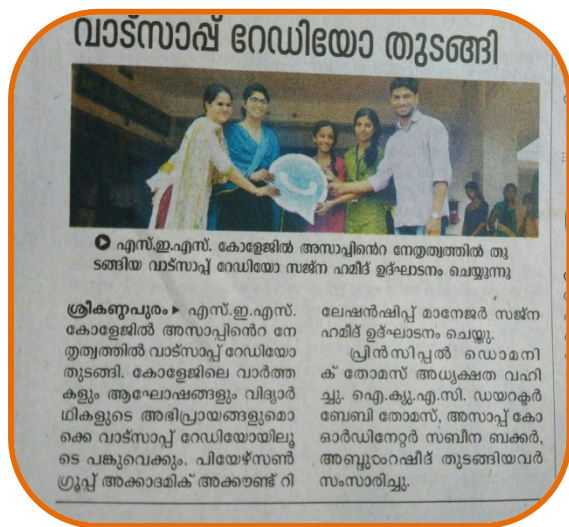 വാട്സാപ്പ് റേഡിയോ തുടങ്ങി
എസ്.ഇ.എസ്. കോളേജിൽ അസാപ്പിൻെറ നേതൃത്വത്തിൽ തു
ടങ്ങിയ വാട്സാപ്പ് റേഡിയോ സജ്ന ഹമീദ് ഉദ്ഘാടനം ചെയ്യുന്നു
ശ്രീകണ്ഠപുരം ▸ എസ്.ഇ.എസ്.
കോളേജിൽ അസാപ്പിൻെറ നേ
തൃത്വത്തിൽ വാട്സാപ്പ് റേഡിയോ
തുടങ്ങി. കോളേജിലെ വാർത്ത
കളും ആഘോഷങ്ങളും വിദ്യാർ
ഥികളുടെ അഭിപ്രായങ്ങളുമൊ
ക്കെ വാട്സാപ്പ് റേഡിയോയിലൂ
ടെ പങ്കുവെക്കും. പിയേഴ്സൺ
ഗ്രൂപ്പ് അക്കാദമിക് അക്കൗണ്ട് റി
ലേഷൻഷിപ്പ് മാനേജർ സജ്ന
ഹമീദ് ഉദ്ഘാടനം ചെയ്തു.
പ്രിൻസിപ്പൽ ഡൊമനി
ക് തോമസ് അധ്യക്ഷത വഹി
ച്ചു. ഐ.ക്യു.എ.സി. ഡയറക്ടർ
ബേബി തോമസ്, അസാപ്പ് കോ
ഓർഡിനേറ്റർ സബീന ബക്കർ,
അബ്ദുറംറഷീദ് തുടങ്ങിയവർ
സംസാരിച്ചു.